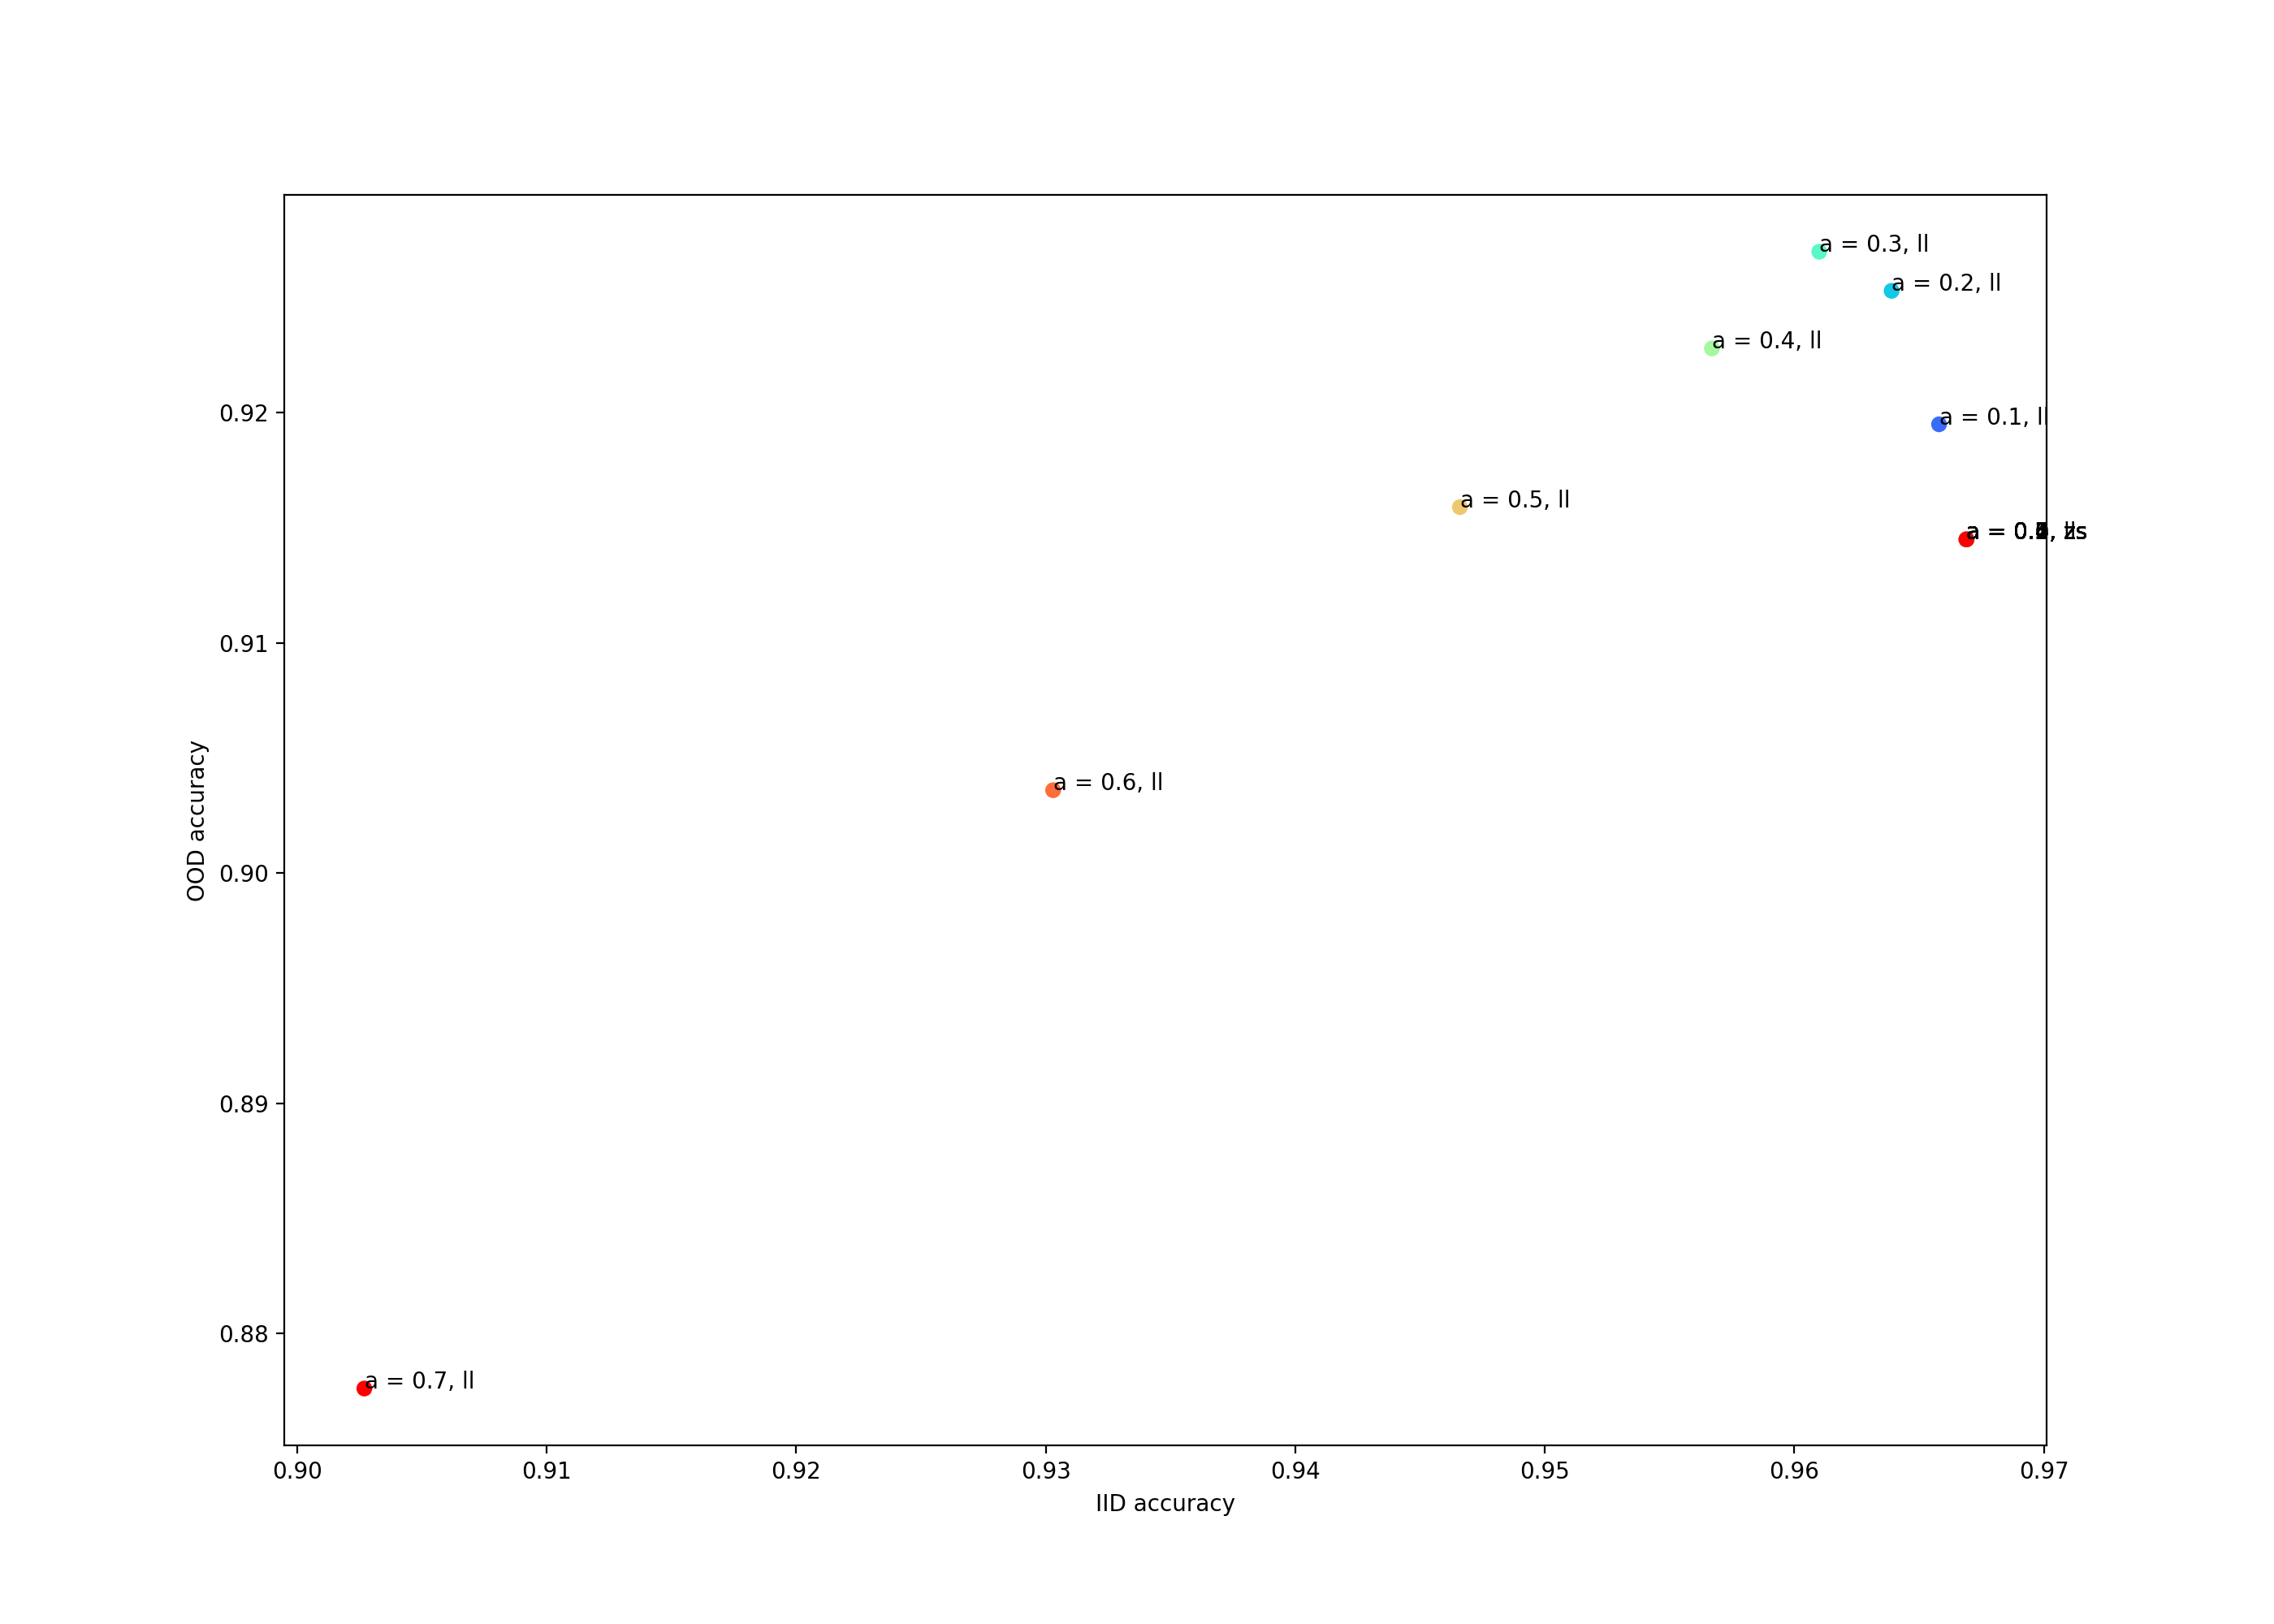 a = 0.3, ll
a = 0.2, ll
a = 0.4, ll
a = 0.1, ll
a = 0.5, ll
a = 0.6, ll
a = 0.7, ll
0.92
0.91
0.90
0.89
0.88
OOD accuracy
0.90 0.91 0.92 0.93 0.94 0.95 0.96 0.97
IID accuracy